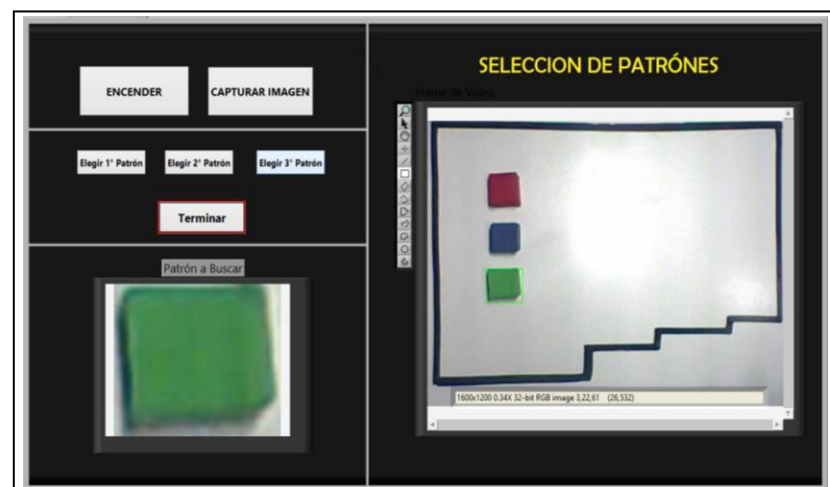 SELECCION DE PATRÓNES
ENCENDER
CAPTURAR IMAGEN
Frame de Video
Elegir 1° Patrón
Elegir 2° Patrón
Elegir 3° Patrón
Terminar
Patrón a Buscar
1600x1200 0.34X 32-bit RGB image 3,22,61 (26,532)